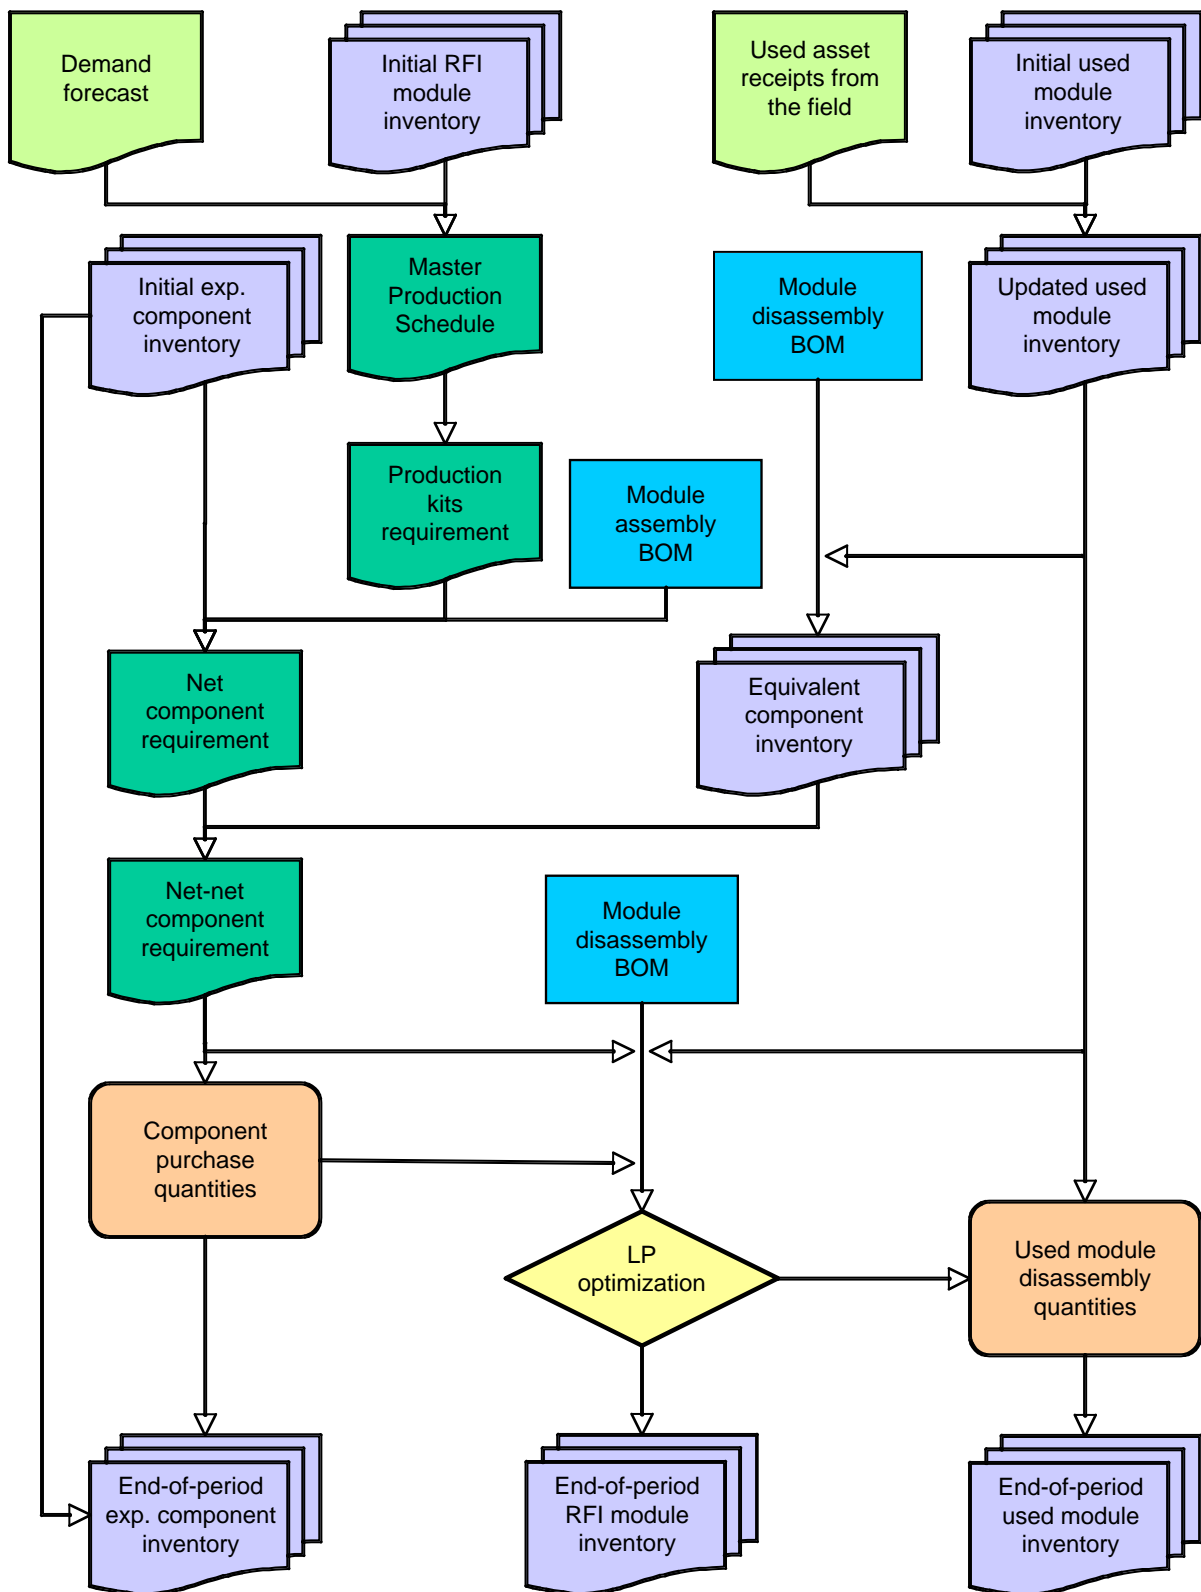 Demand
forecast
Initial RFI
module
inventory
Used asset
receipts from
the field
Initial used
module
inventory
Initial exp.
component
inventory
Master
Production
Schedule
Module
disassembly
BOM
Updated used
module
inventory
Production
kits
requirement
Module
assembly
BOM
Net
component
requirement
Equivalent
component
inventory
Net-net
component
requirement
Module
disassembly
BOM
Component
purchase
quantities
LP
optimization
Used module
disassembly
quantities
End-of-period
exp. component
inventory
End-of-period
RFI module
inventory
End-of-period
used module
inventory